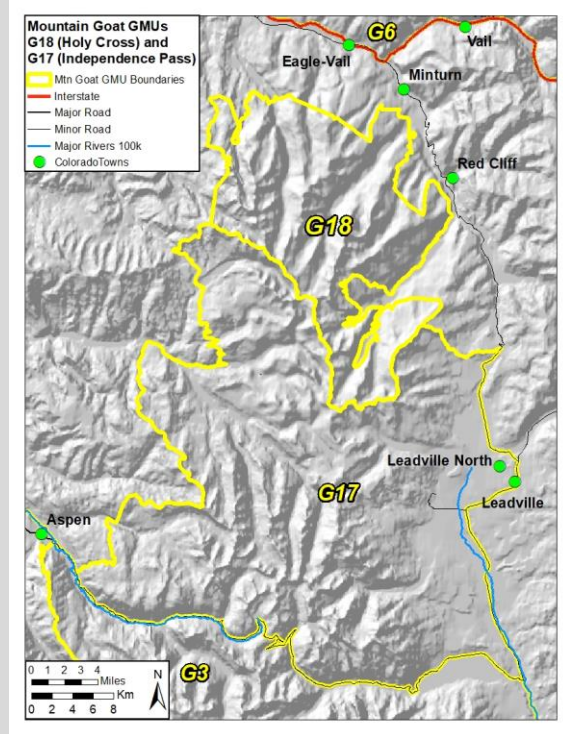 Mountain Goat GMUs
G18 (Holy Cross) and
G17 (Independence Pass)
Mtn Goat GMU Boundaries
Interstate
Major Road
Minor Road
Major Rivers 100k
ColoradoTowns
G6
Vail
Eagle-Vail
Minturn
Red Cliff
G18
Leadville North
G17
Leadville
Aspen
G3
0 1 2 3 4
Miles
Km
0 2 4 6 8
N